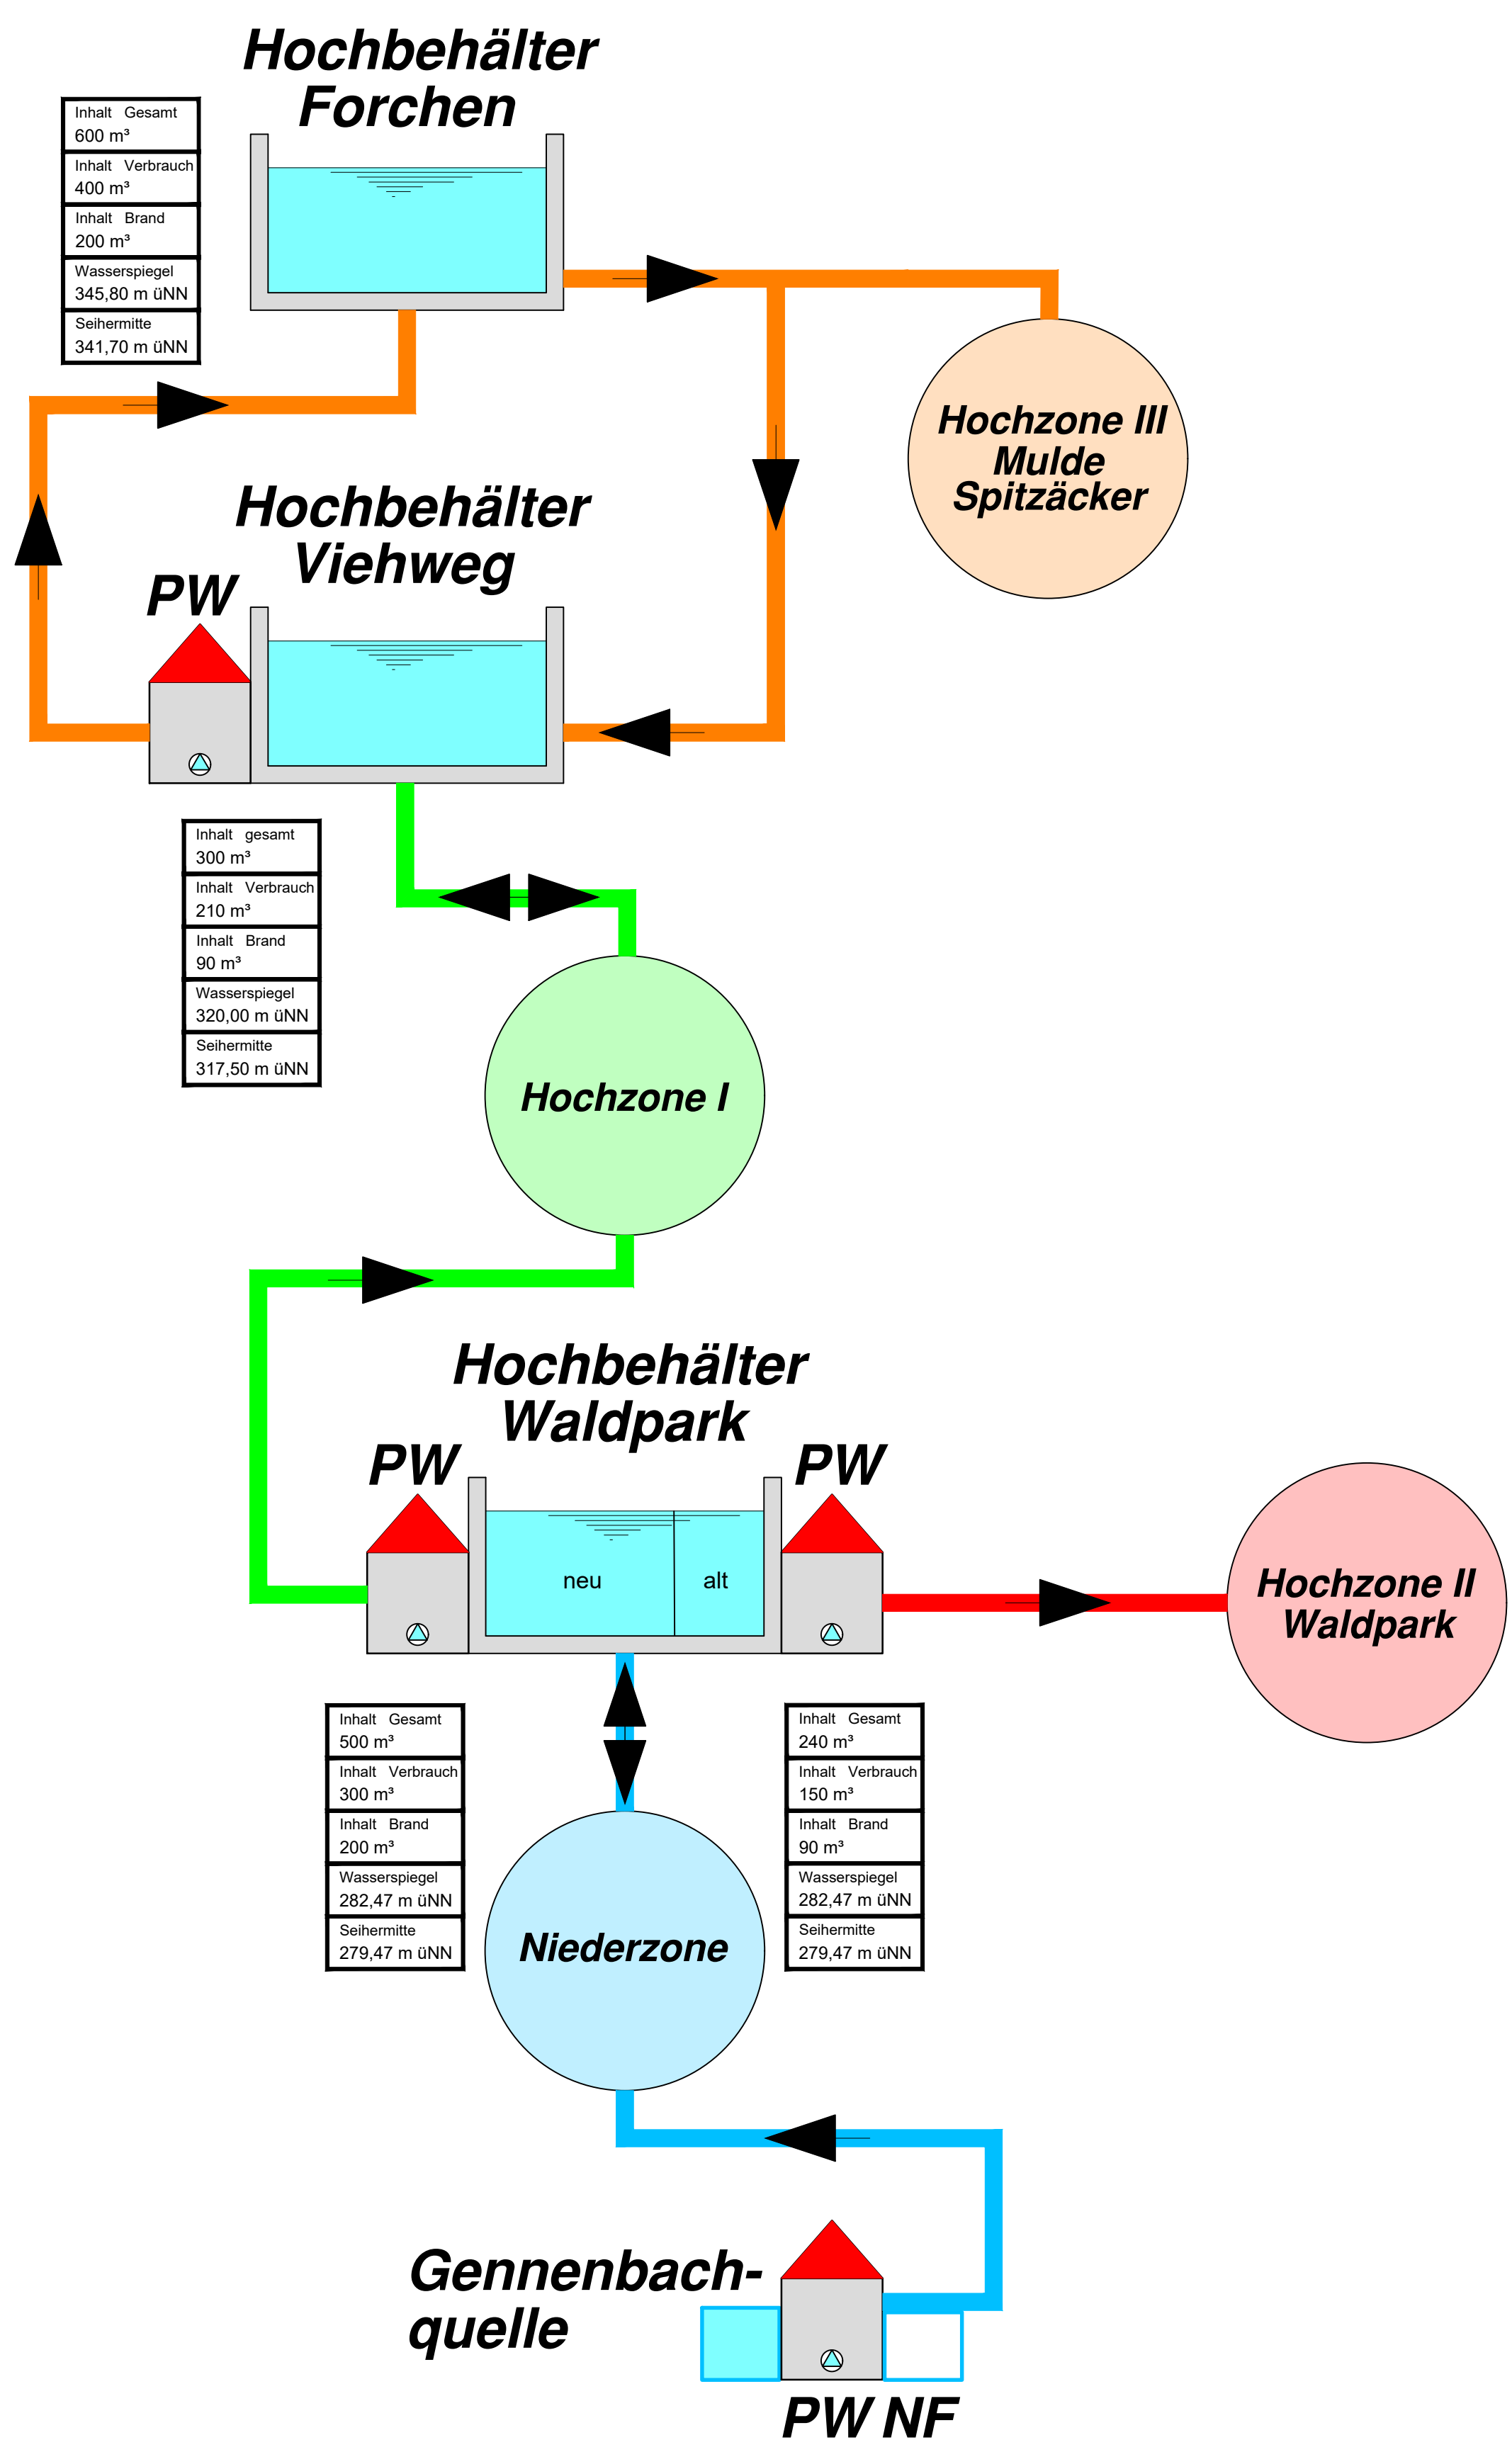 Hochbehälter
Forchen
Inhalt Gesamt
600 m³
Inhalt Verbrauch
400 m³
Inhalt Brand
200 m³
Wasserspiegel
345,80 m üNN
Seihermitte
341,70 m üNN
Hochzone III
Mulde
Spitzäcker
Hochbehälter
Viehweg
PW
Inhalt gesamt
300 m³
Inhalt Verbrauch
210 m³
Inhalt Brand
90 m³
Wasserspiegel
320,00 m üNN
Seihermitte
317,50 m üNN
Hochzone I
Hochbehälter
Waldpark
PW
PW
neu
alt
Hochzone II
Waldpark
Inhalt Gesamt
500 m³
Inhalt Verbrauch
300 m³
Inhalt Brand
200 m³
Wasserspiegel
282,47 m üNN
Seihermitte
279,47 m üNN
Inhalt Gesamt
240 m³
Inhalt Verbrauch
150 m³
Inhalt Brand
90 m³
Wasserspiegel
282,47 m üNN
Seihermitte
279,47 m üNN
Niederzone
Gennenbach-
quelle
PW NF